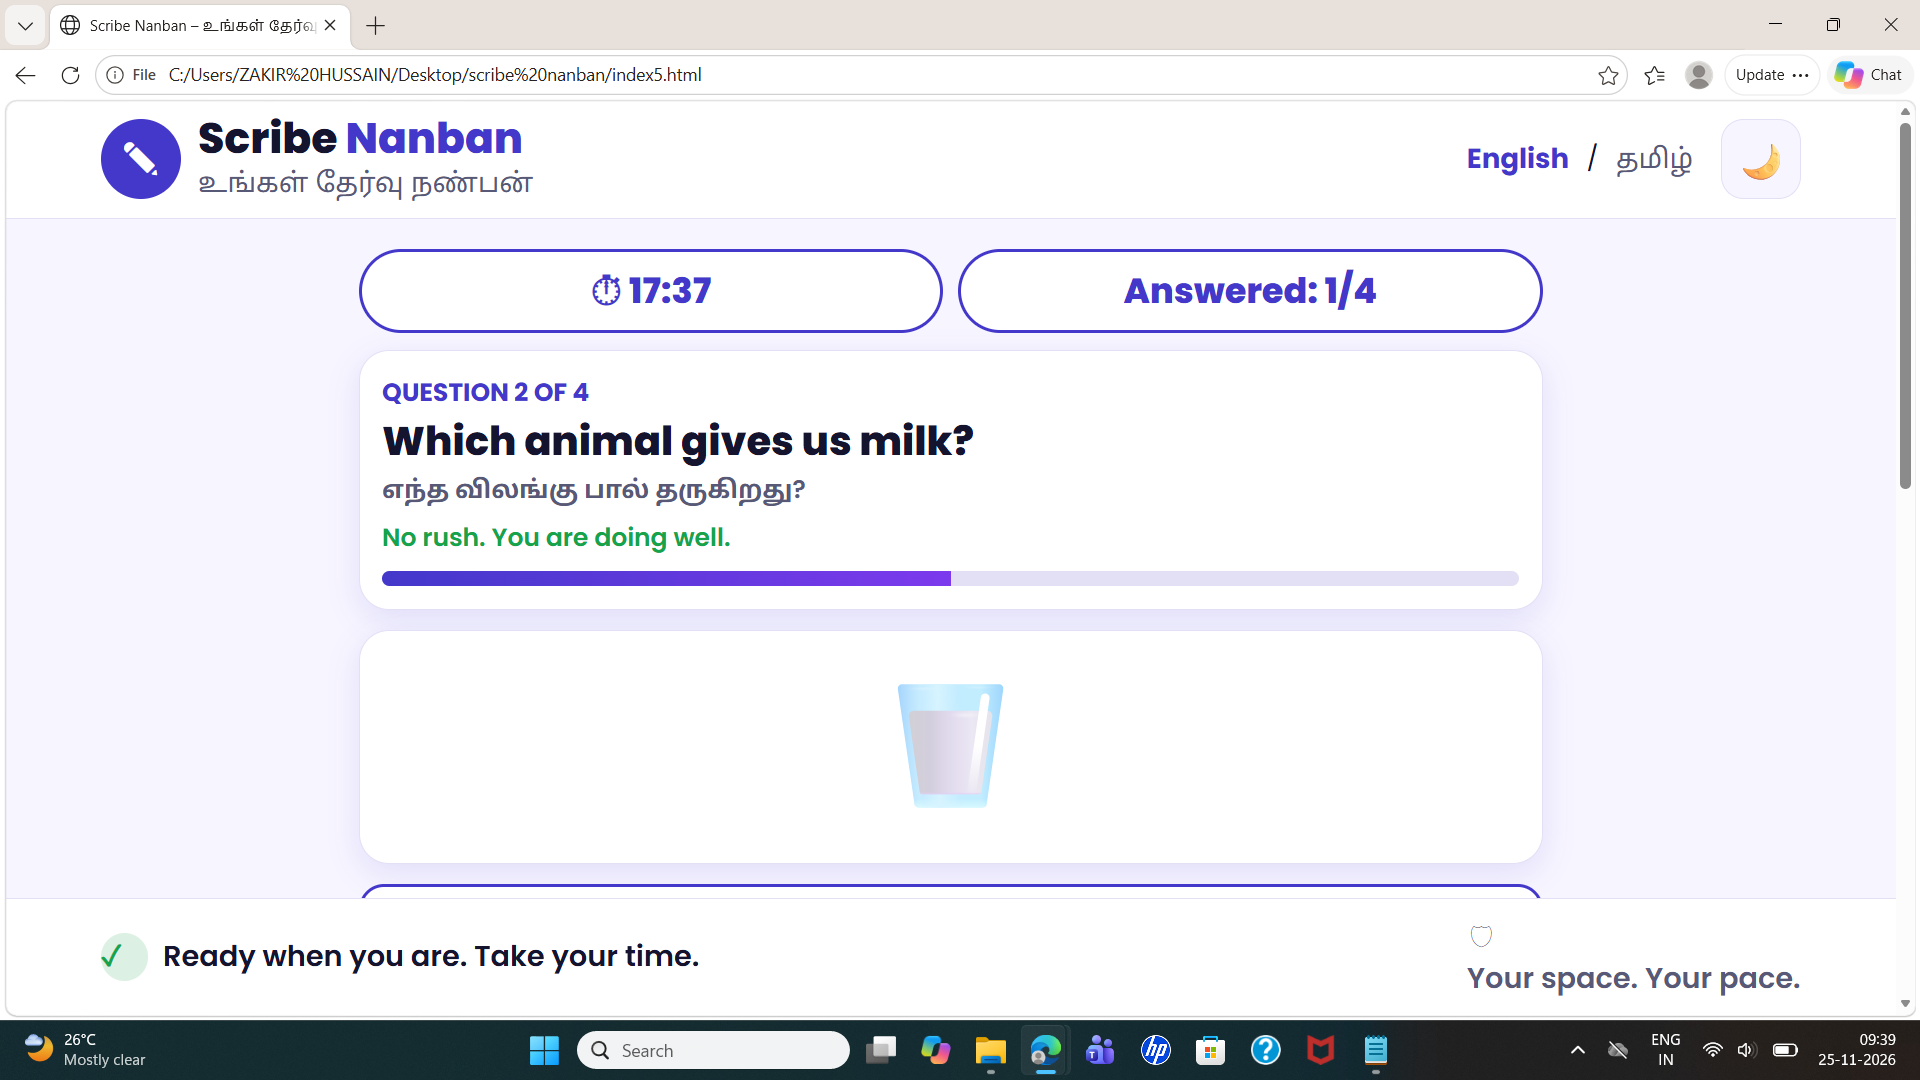 Scribe Nanban – உங்கள் தேர்வு
File C:/Users/ZAKIR%20HUSSAIN/Desktop/scribe%20nanban/index5.html
Update
Chat
Scribe Nanban
உங்கள் தேர்வு நண்பன்
English / தமிழ்
17:37
Answered: 1/4
QUESTION 2 OF 4
Which animal gives us milk?
எந்த விலங்கு பால் தருகிறது?
No rush. You are doing well.
✓ Ready when you are. Take your time.
Your space. Your pace.
26°C
Mostly clear
Search
hp
ENG
IN
09:39
25-11-2026